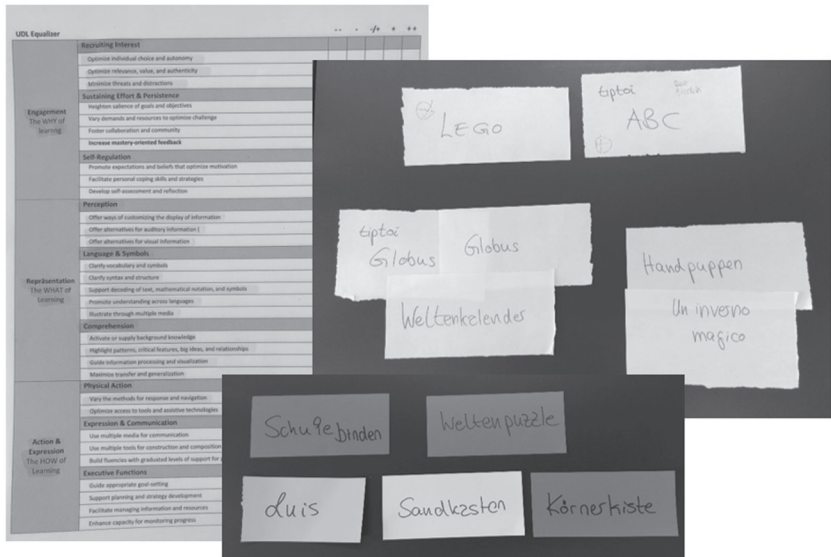 UDL Equalizer
-- - -/+ + ++
Recruiting Interest
Optimize individual choice and autonomy
Optimize relevance, value, and authenticity
Minimize threats and distractions
Engagement
The WHY of
learning
Sustaining Effort & Persistence
Heighten salience of goals and objectives
Vary demands and resources to optimize challenge
Foster collaboration and community
Increase mastery-oriented feedback
Self-Regulation
Promote expectations and beliefs that optimize motivation
Facilitate personal coping skills and strategies
Develop self-assessment and reflection
Perception
Offer ways of customizing the display of information
Offer alternatives for auditory information (
Offer alternatives for visual information
Representation
The WHAT of
Learning
Language & Symbols
Clarify vocabulary and symbols
Clarify syntax and structure
Support decoding of text, mathematical notation, and symbols
Promote understanding across languages
Illustrate through multiple media
Comprehension
Activate or supply background knowledge
Highlight patterns, critical features, big ideas, and relationships
Guide information processing and visualization
Maximize transfer and generalization
Physical Action
Vary the methods for response and navigation
Optimize access to tools and assistive technologies
Action &
Expression
The HOW of
Learning
Expression & Communication
Use multiple media for communication
Use multiple tools for construction and composition
Build fluencies with graduated levels of support for
Executive Functions
Guide appropriate goal-setting
Support planning and strategy development
Facilitate managing information and resources
Enhance capacity for monitoring progress
LEGO
tiptoi
ABC
tiptoi
Globus
Globus
Weltenkelender
Handpuppen
Un inverno
magico
Schuhe binden
Weltenpuzzle
Luis
Sandkasten
Körnerkiste